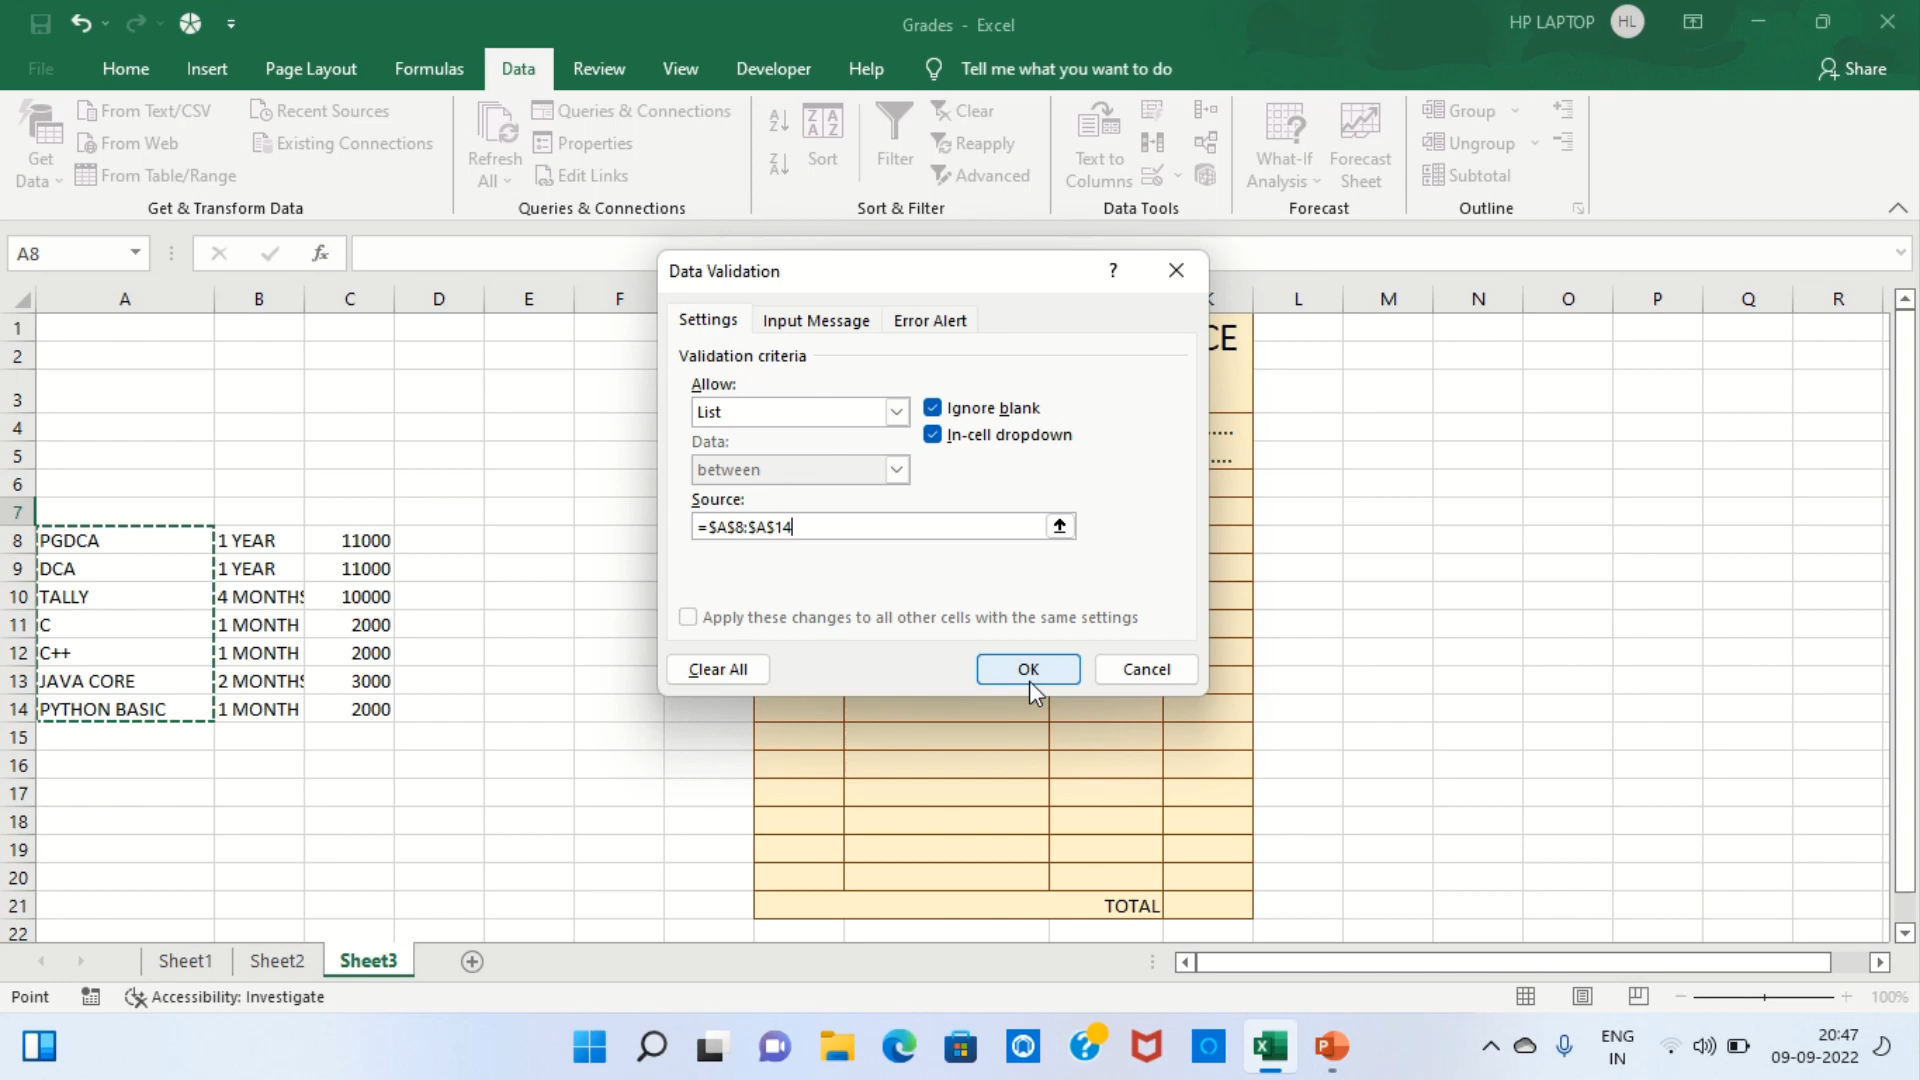 Grades - Excel
HP LAPTOP HL
File Home Insert Page Layout Formulas Data Review View Developer Help Tell me what you want to do Share
Get Data
From Text/CSV
From Web
From Table/Range
Recent Sources
Existing Connections
Get & Transform Data
Refresh All
Queries & Connections
Properties
Edit Links
Queries & Connections
Sort
Filter
Clear
Reapply
Advanced
Sort & Filter
Text to Columns
Data Tools
What-If Analysis
Forecast Sheet
Forecast
Group
Ungroup
Subtotal
Outline
A8 fx
A B C D E F K L M N O P Q R
1
2 CE
3
4 .....
5 ....
6
7
8 PGDCA 1 YEAR 11000
9 DCA 1 YEAR 11000
10 TALLY 4 MONTHS 10000
11 C 1 MONTH 2000
12 C++ 1 MONTH 2000
13 JAVA CORE 2 MONTHS 3000
14 PYTHON BASIC 1 MONTH 2000
15
16
17
18
19
20
21 TOTAL
22
Data Validation ?
Settings Input Message Error Alert
Validation criteria
Allow:
List
Ignore blank
In-cell dropdown
Data:
between
Source:
=$A$8:$A$14
Apply these changes to all other cells with the same settings
Clear All OK Cancel
Sheet1 Sheet2 Sheet3
Point Accessibility: Investigate 100%
ENG IN
20:47
09-09-2022